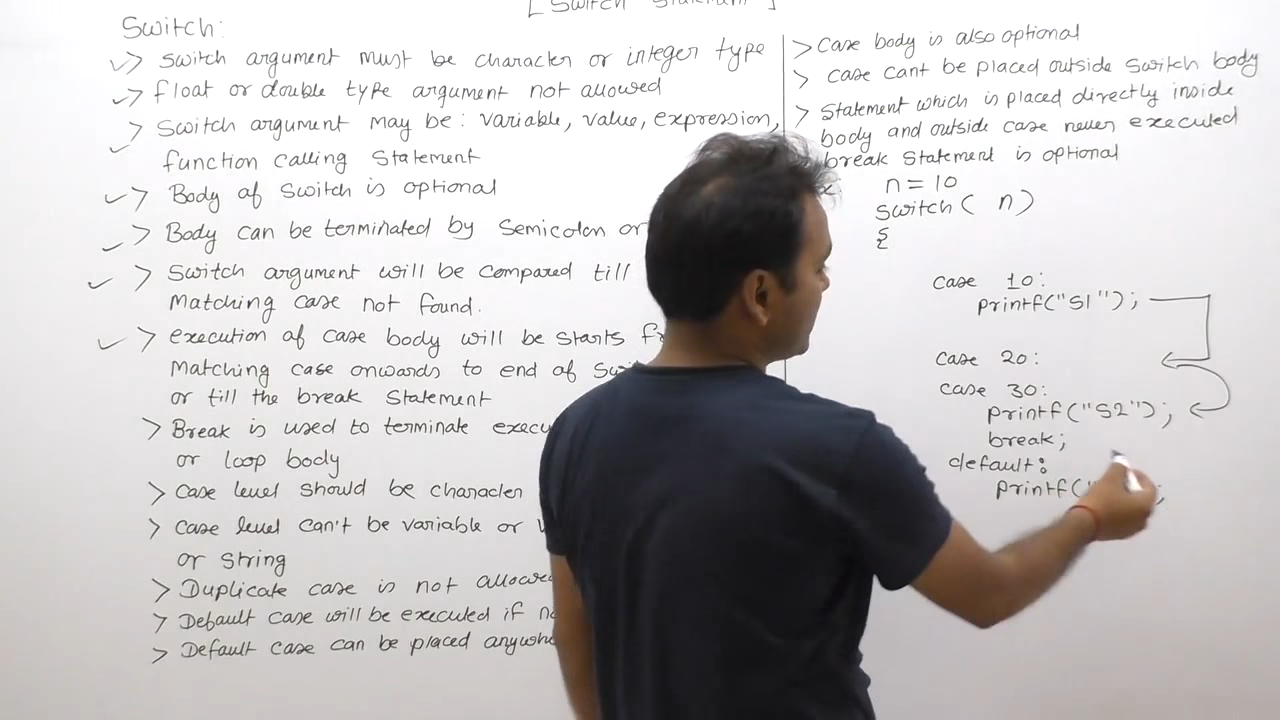 [ Switch Statement ]
Switch:
> switch argument must be character or integer type
> float or double type argument not allowed
> Switch argument may be: variable, value, expression,
function calling statement
> Body of switch is optional
> Body can be terminated by semicolon or
> Switch argument will be compared till
Matching case not found.
> execution of case body will be starts
Matching case onwards to end of
or till the break statement
> Break is used to terminate
or loop body
> case level should be character
> case level can't be variable or
or string
> Duplicate case is not allowed
> Default case will be executed if
> Default case can be placed
> Case body is also optional
> case cant be placed outside switch body
> Statement which is placed directly inside
body and outside case never executed
break statement is optional
n = 10
switch( n)
{
case 10:
printf("S1");
case 20:
case 30:
printf("S2");
break;
default:
printf("
;